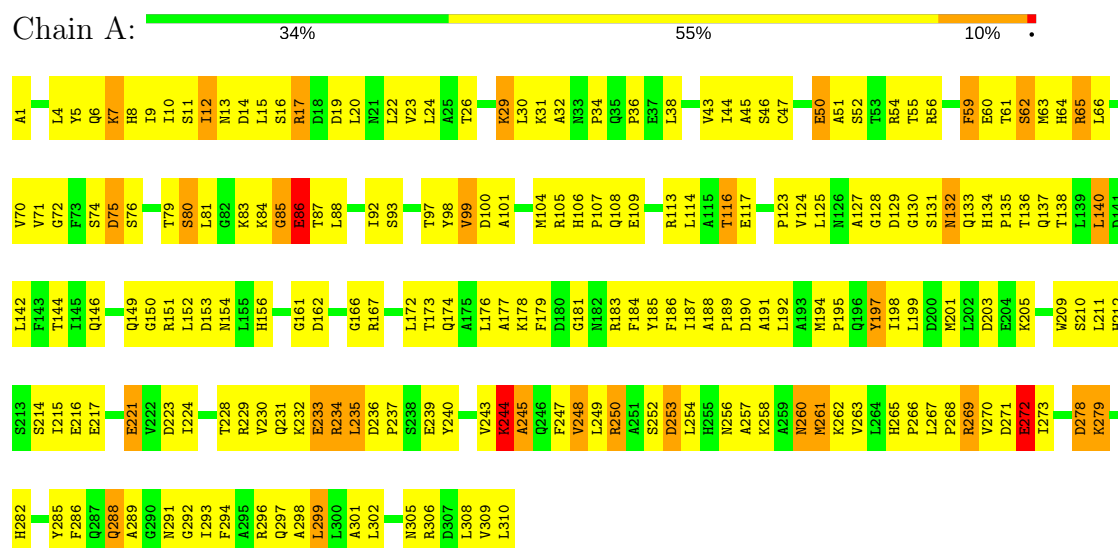 Chain A:
34% 55% 10% •
A1 L4 Y5 Q6 K7 H8 I9 I10 S11 I12 N13 D14 L15 S16 R17 D18 D19 L20 N21 L22 V23 L24 A25 T26 K29 L30 K31 A32 N33 P34 Q35 P36 E37 L38 V43 I44 A45 S46 C47 E50 A51 S52 T53 R54 T55 R56 F59 E60 T61 S62 M63 H64 R65 L66
V70 V71 G72 F73 S74 D75 S76 T79 S80 L81 G82 K83 K84 G85 E86 T87 L88 I92 S93 T97 Y98 V99 D100 A101 M104 R105 H106 P107 Q108 E109 R113 L114 A115 T116 E117 P123 V124 L125 N126 A127 G128 D129 G130 S131 N132 Q133 H134 P135 T136 Q137 T138 L139 L140 D141
L142 F143 T144 I145 Q146 Q149 G150 R151 L152 D153 N154 L155 H156 G161 D162 G166 R167 L172 T173 Q174 A175 L176 A177 K178 F179 D180 G181 N182 R183 F184 Y185 F186 I187 A188 P189 D190 A191 L192 A193 M194 P195 Q196 Y197 I198 L199 D200 M201 L202 D203 E204 K205 W209 S210 L211 H212
S213 S214 I215 E216 E217 E221 V222 D223 I224 T228 R229 V230 Q231 K232 E233 R234 L235 D236 P237 S238 E239 Y240 V243 K244 A245 Q246 F247 V248 L249 R250 A251 S252 D253 L254 H255 N256 A257 K258 A259 N260 M261 K262 V263 L264 H265 P266 L267 P268 R269 V270 D271 E272 I273 D278 K279
H282 Y285 F286 Q287 Q288 A289 G290 N291 G292 I293 F294 A295 R296 Q297 A298 L299 L300 A301 L302 N305 R306 D307 L308 V309 L310